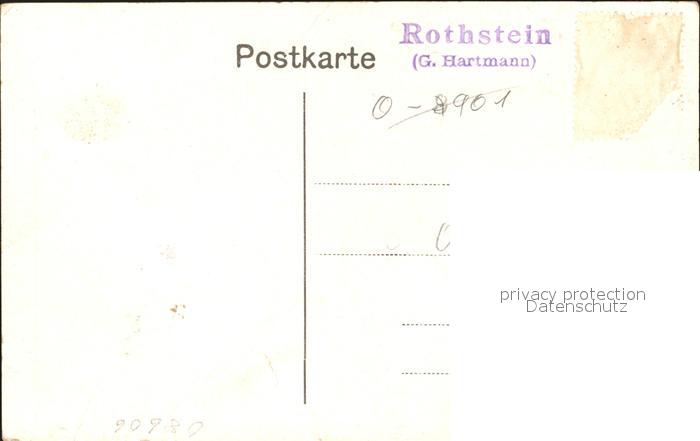 Rothstein
Postkarte
(G. Hartmann)
O-8901
privacy protection
Datenschutz
90980